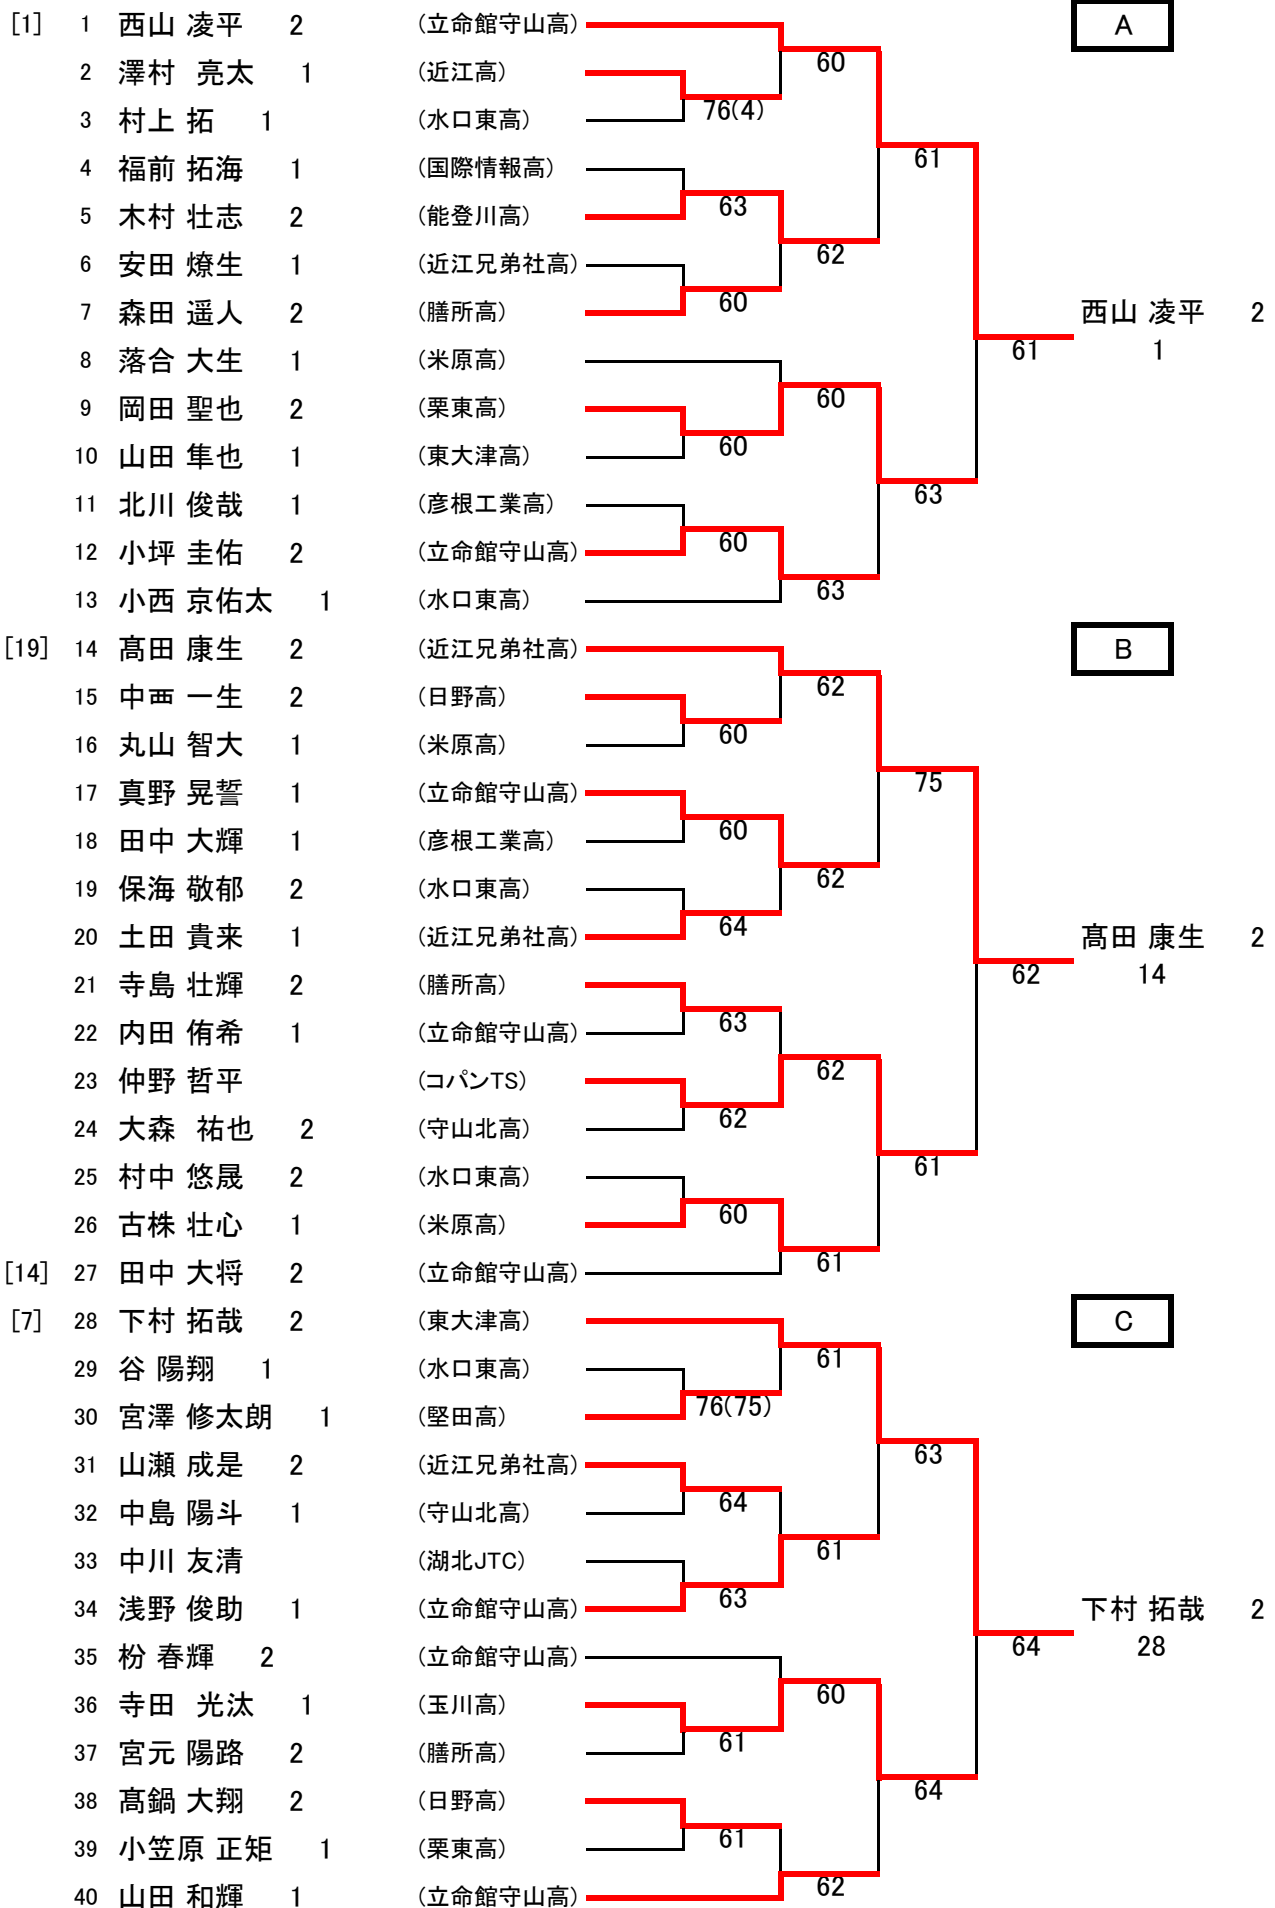 [1] 1 西山 凌平 2 (立命館守山高) A
60
2 澤村 亮太 1 (近江高)
76(4)
3 村上 拓 1 (水口東高)
61
4 福前 拓海 1 (国際情報高)
63
5 木村 壮志 2 (能登川高)
62
6 安田 燎生 1 (近江兄弟社高)
60
7 森田 遥人 2 (膳所高) 西山 凌平 2
61 1
8 落合 大生 1 (米原高)
60
9 岡田 聖也 2 (栗東高)
60
10 山田 隼也 1 (東大津高)
63
11 北川 俊哉 1 (彦根工業高)
60
12 小坪 圭佑 2 (立命館守山高)
63
13 小西 京佑太 1 (水口東高)
[19] 14 髙田 康生 2 (近江兄弟社高) B
62
15 中西 一生 2 (日野高)
60
16 丸山 智大 1 (米原高)
75
17 真野 晃誓 1 (立命館守山高)
60
18 田中 大輝 1 (彦根工業高)
62
19 保海 敬郁 2 (水口東高)
64
20 土田 貴来 1 (近江兄弟社高) 髙田 康生 2
62 14
21 寺島 壮輝 2 (膳所高)
63
22 内田 侑希 1 (立命館守山高)
62
23 仲野 哲平 (コパンTS)
62
24 大森 祐也 2 (守山北高)
61
25 村中 悠晟 2 (水口東高)
60
26 古株 壮心 1 (米原高)
61
[14] 27 田中 大将 2 (立命館守山高)
[7] 28 下村 拓哉 2 (東大津高) C
61
29 谷 陽翔 1 (水口東高)
76(75)
30 宮澤 修太朗 1 (堅田高)
63
31 山瀬 成是 2 (近江兄弟社高)
64
32 中島 陽斗 1 (守山北高)
61
33 中川 友清 (湖北JTC)
63
34 浅野 俊助 1 (立命館守山高) 下村 拓哉 2
64 28
35 枌 春輝 2 (立命館守山高)
60
36 寺田 光汰 1 (玉川高)
61
37 宮元 陽路 2 (膳所高)
64
38 髙鍋 大翔 2 (日野高)
61
39 小笠原 正矩 1 (栗東高)
62
40 山田 和輝 1 (立命館守山高)